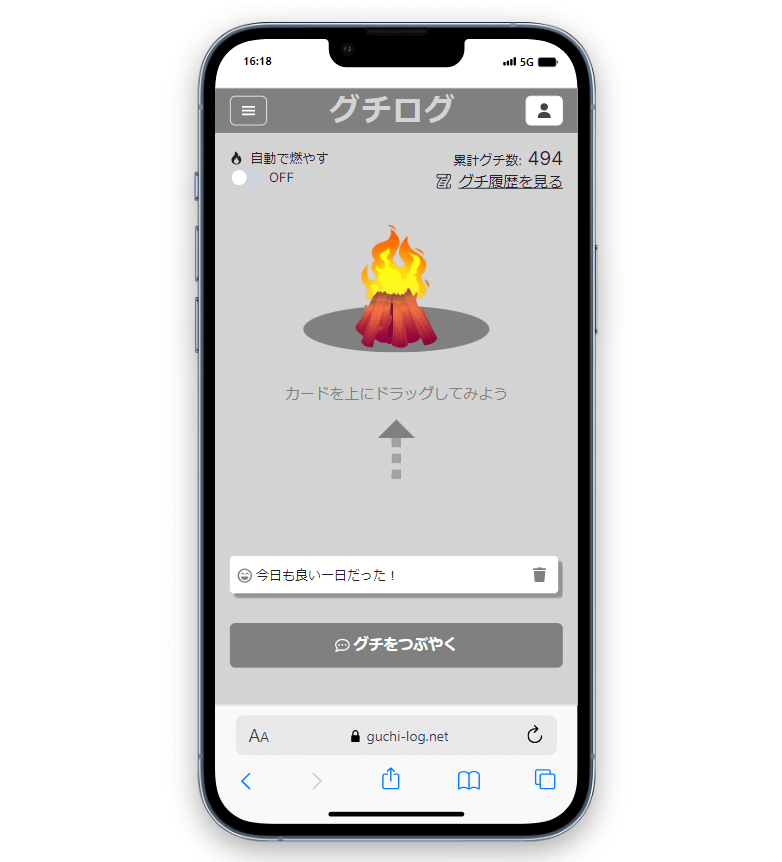 16:18
5G
グチログ
自動で燃やす
OFF
累計グチ数: 494
グチ履歴を見る
カードを上にドラッグしてみよう
今日も良い一日だった！
グチをつぶやく
AA
guchi-log.net